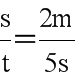 s/t = 2m/5s